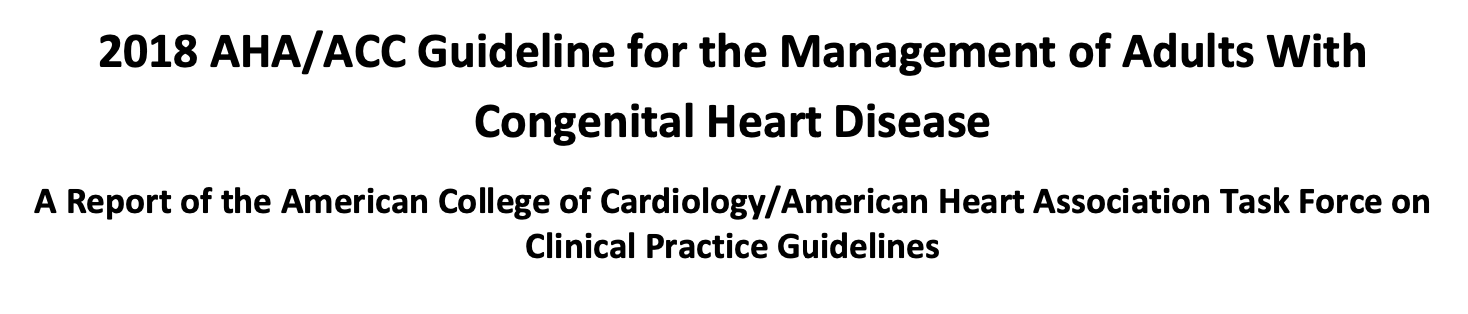 2018 AHA/ACC Guideline for the Management of Adults With
Congenital Heart Disease
A Report of the American College of Cardiology/American Heart Association Task Force on
Clinical Practice Guidelines